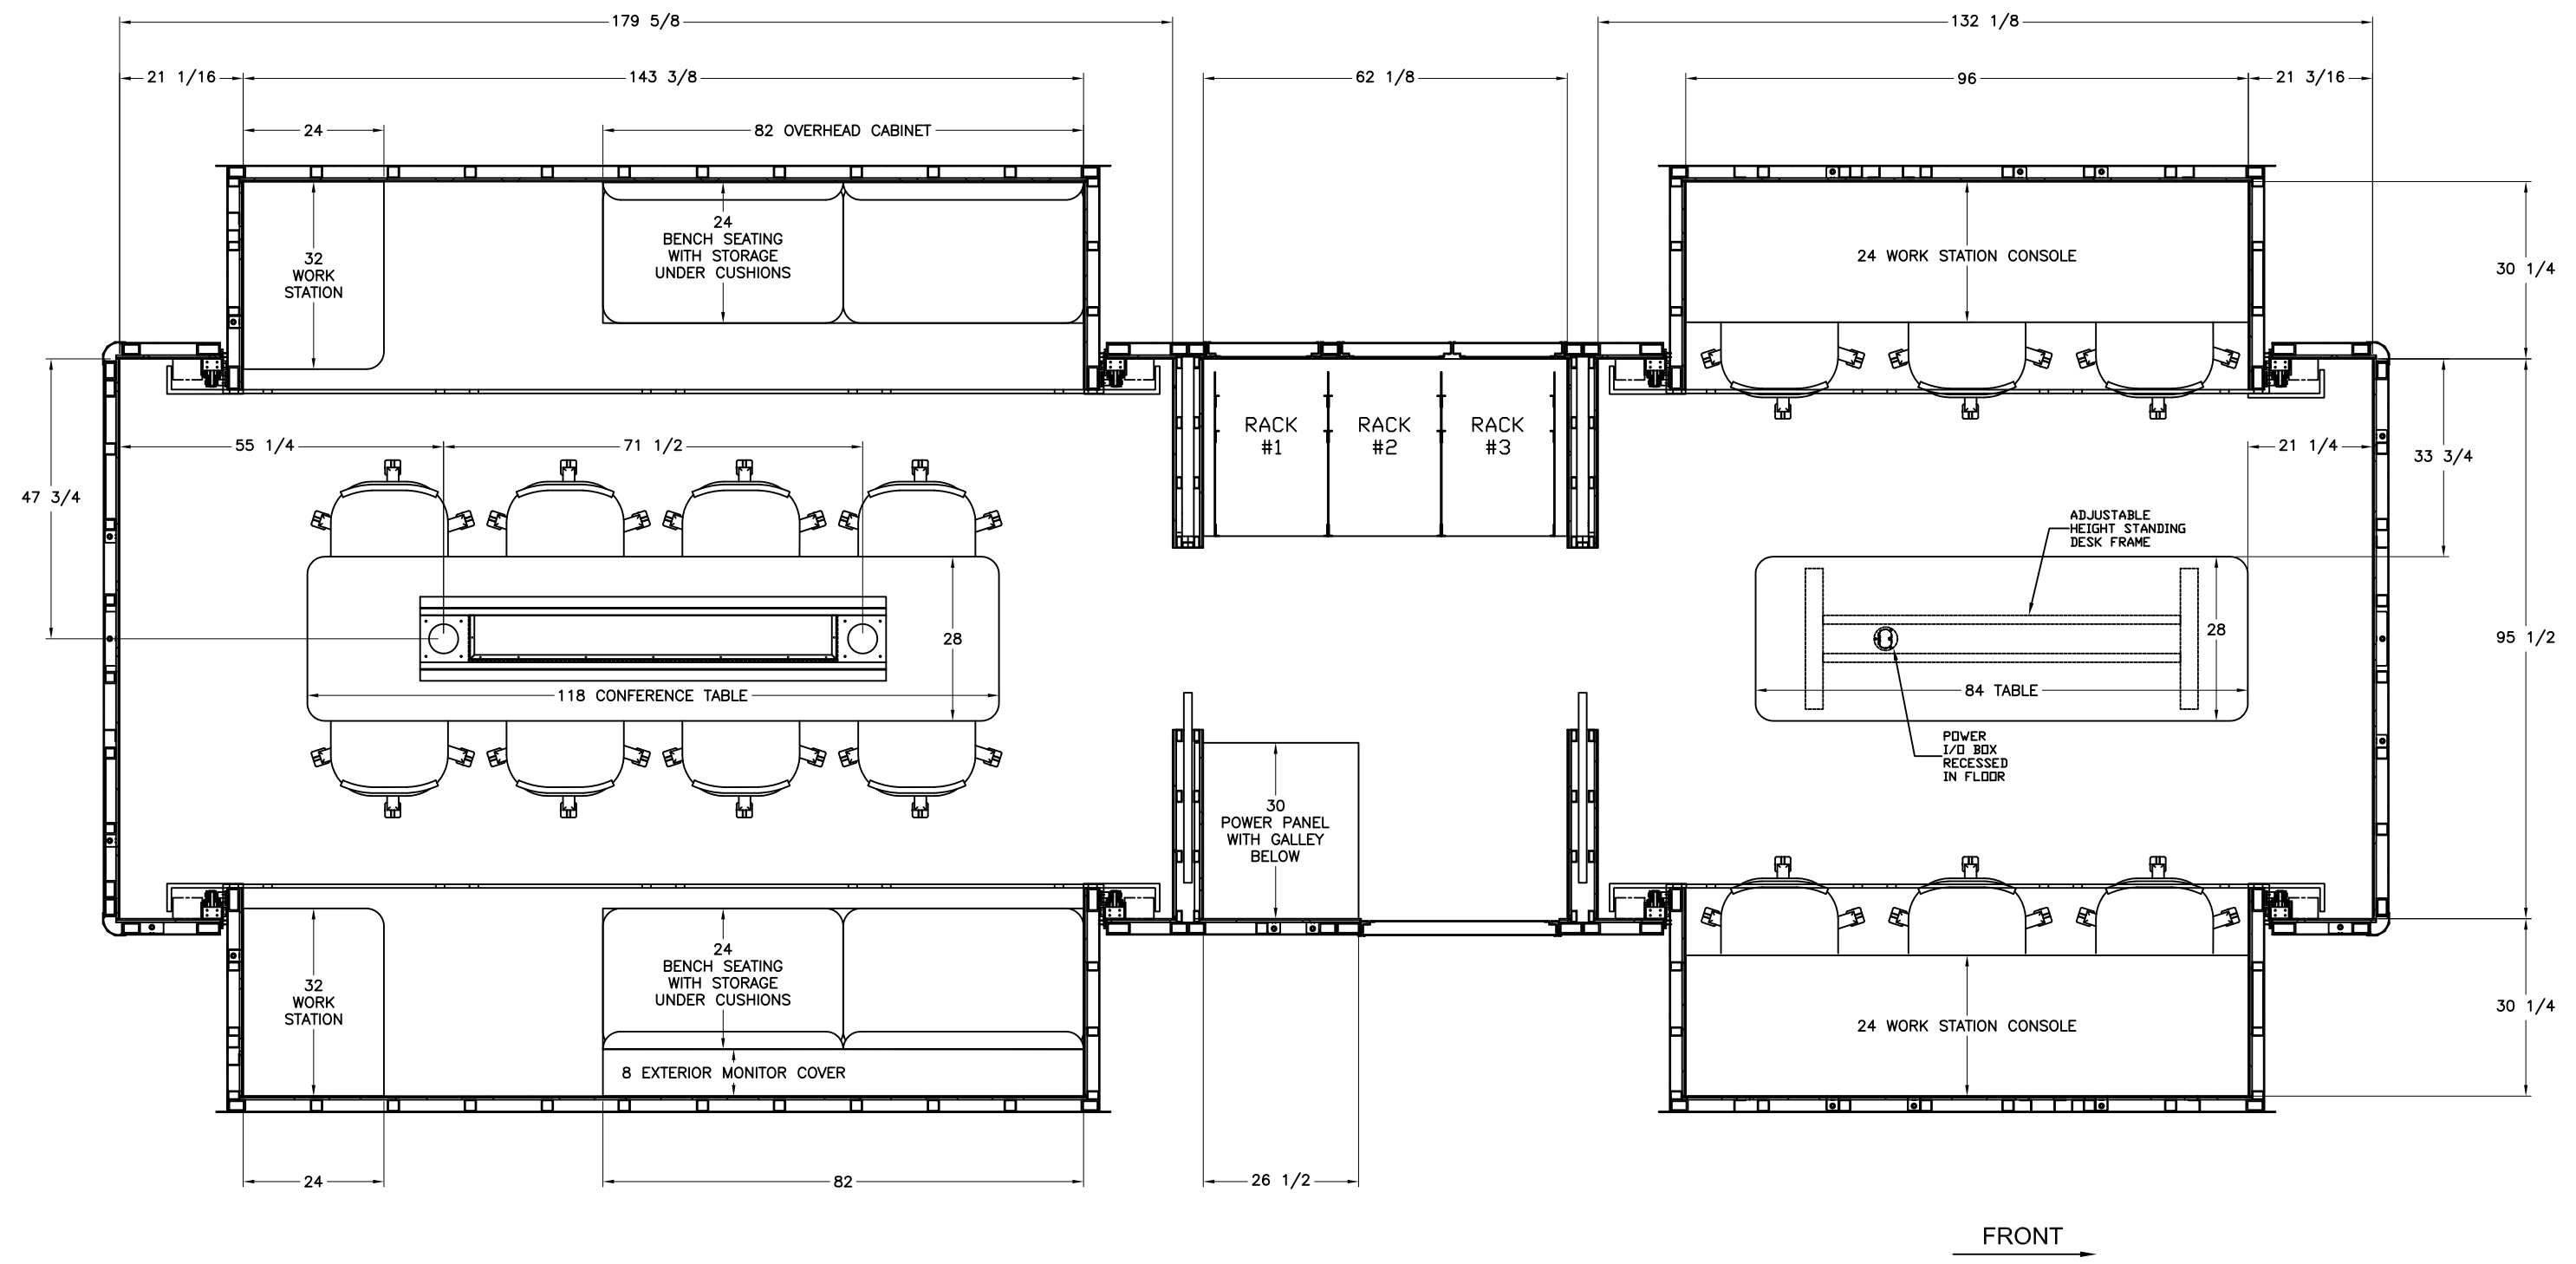 179 5/8
132 1/8
21 1/16
143 3/8
62 1/8
96
21 3/16
24
82 OVERHEAD CABINET
32
WORK
STATION
24
BENCH SEATING
WITH STORAGE
UNDER CUSHIONS
24 WORK STATION CONSOLE
30 1/4
55 1/4
71 1/2
47 3/4
RACK
#1
RACK
#2
RACK
#3
21 1/4
33 3/4
ADJUSTABLE
HEIGHT STANDING
DESK FRAME
28
118 CONFERENCE TABLE
28
84 TABLE
95 1/2
POWER
I/O BOX
RECESSED
IN FLOOR
30
POWER PANEL
WITH GALLEY
BELOW
32
WORK
STATION
24
BENCH SEATING
WITH STORAGE
UNDER CUSHIONS
8 EXTERIOR MONITOR COVER
24 WORK STATION CONSOLE
30 1/4
24
82
26 1/2
FRONT